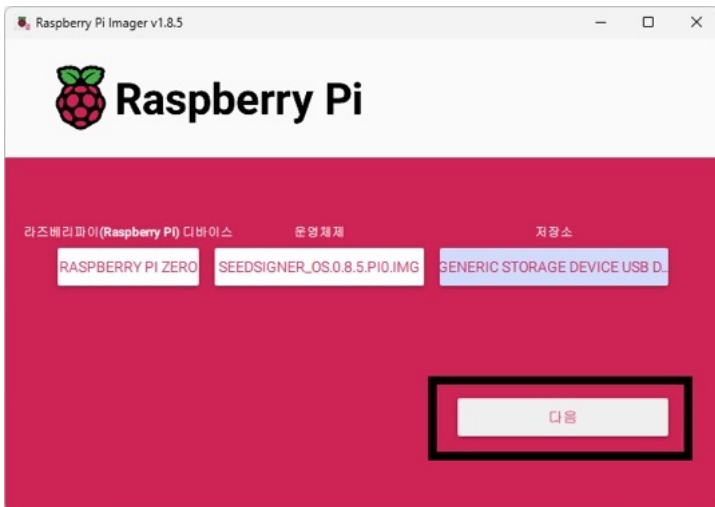 Raspberry Pi Imager v1.8.5
Raspberry Pi
라즈베리파이(Raspberry Pi) 디바이스 운영체제 저장소
RASPBERRY PI ZERO SEEDSIGNER_OS.0.8.5.PI0.IMG GENERIC STORAGE DEVICE USB D...
다음